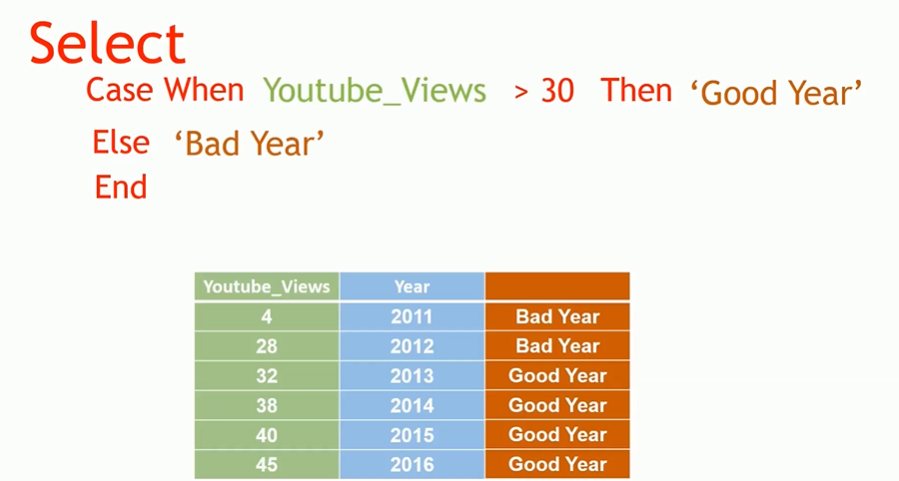 Select
Case When Youtube_Views > 30 Then ‘Good Year’
Else ‘Bad Year’
End
Youtube_Views Year
4 2011 Bad Year
28 2012 Bad Year
32 2013 Good Year
38 2014 Good Year
40 2015 Good Year
45 2016 Good Year